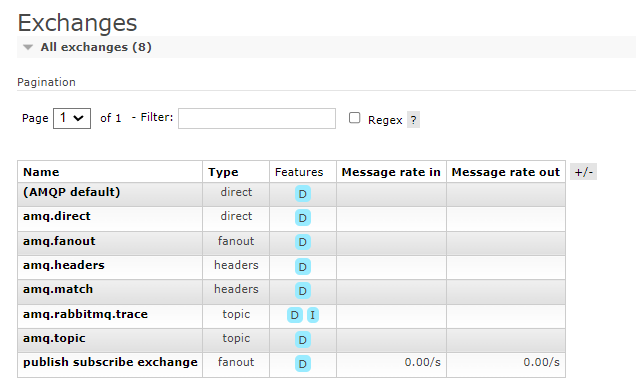 Exchanges
All exchanges (8)
Pagination
Page 1 of 1 - Filter: Regex ?
Name Type Features Message rate in Message rate out +/-
(AMQP default) direct D
amq.direct direct D
amq.fanout fanout D
amq.headers headers D
amq.match headers D
amq.rabbitmq.trace topic D I
amq.topic topic D
publish subscribe exchange fanout D 0.00/s 0.00/s